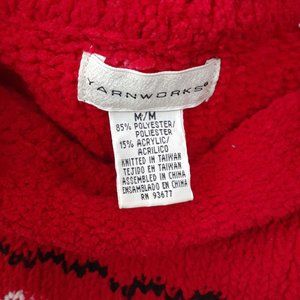 YARNWORKS®
M/M
85% POLYESTER/
POLIESTER
15% ACRYLIC/
ACRILICO
KNITTED IN TAIWAN
TEJIDO EN TAIWAN
ASSEMBLED IN CHINA
ENSAMBLADO EN CHINA
RN 93677